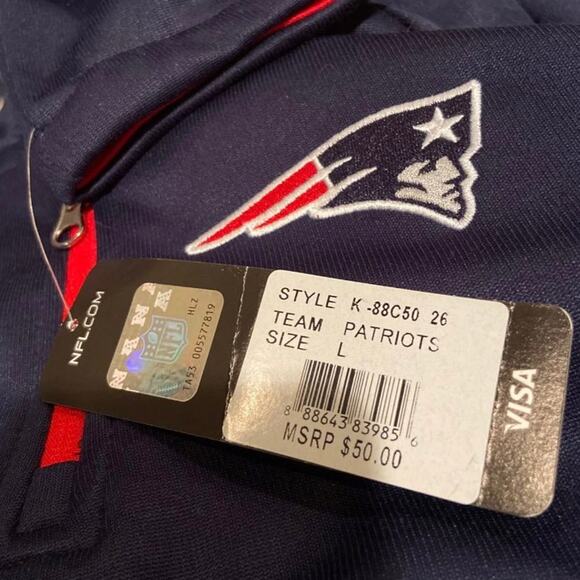 NFL.COM
NFL
TA53 005577819
HLZ
STYLE K-88C50 26
TEAM PATRIOTS
SIZE L
8 88643 83985 6
MSRP $50.00
VISA